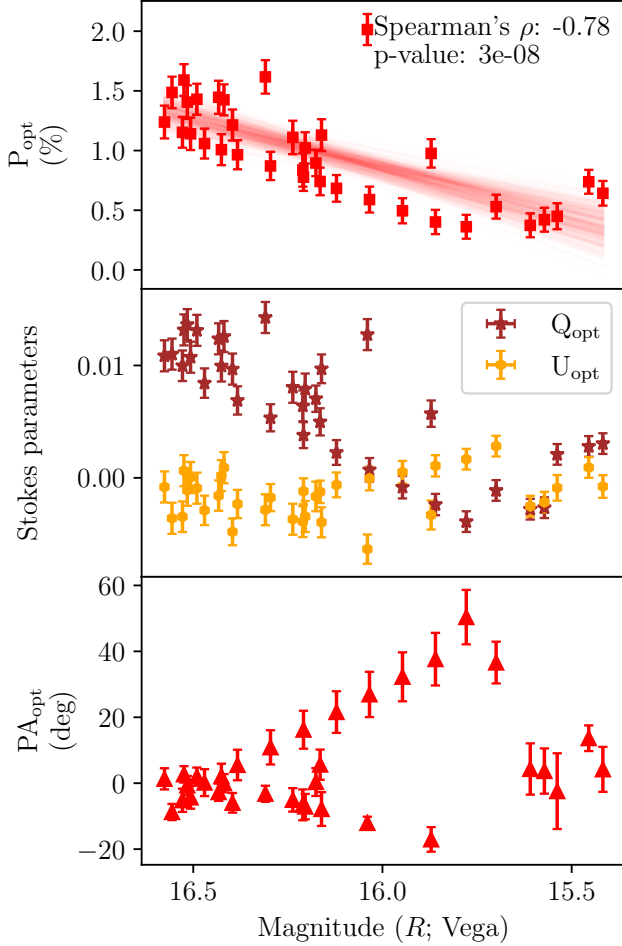 Spearman's ρ: -0.78
p-value: 3e-08
2.0
1.5
1.0
0.5
0.0
P_opt
(%)
Q_opt
U_opt
0.01
0.00
Stokes parameters
60
40
20
0
−20
PA_opt
(deg)
16.5 16.0 15.5
Magnitude (R; Vega)